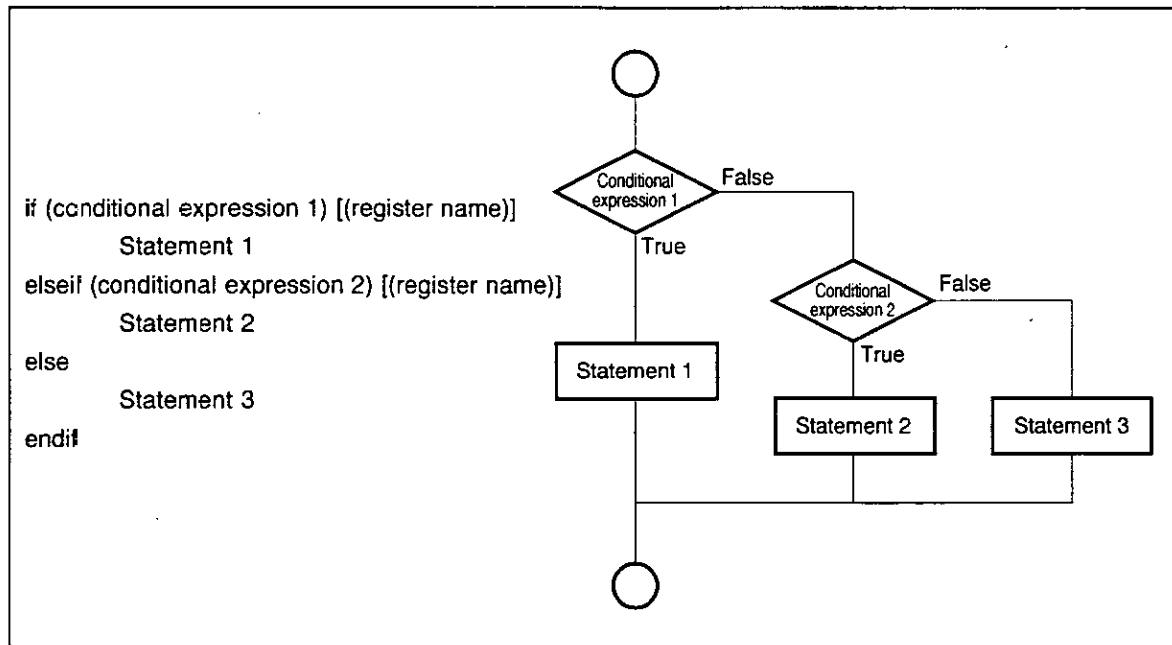 if (conditional expression 1) [(register name)]
Statement 1
elseif (conditional expression 2) [(register name)]
Statement 2
else
Statement 3
endif
Conditional
expression 1
False
True
Conditional
expression 2
False
True
Statement 1
Statement 2
Statement 3